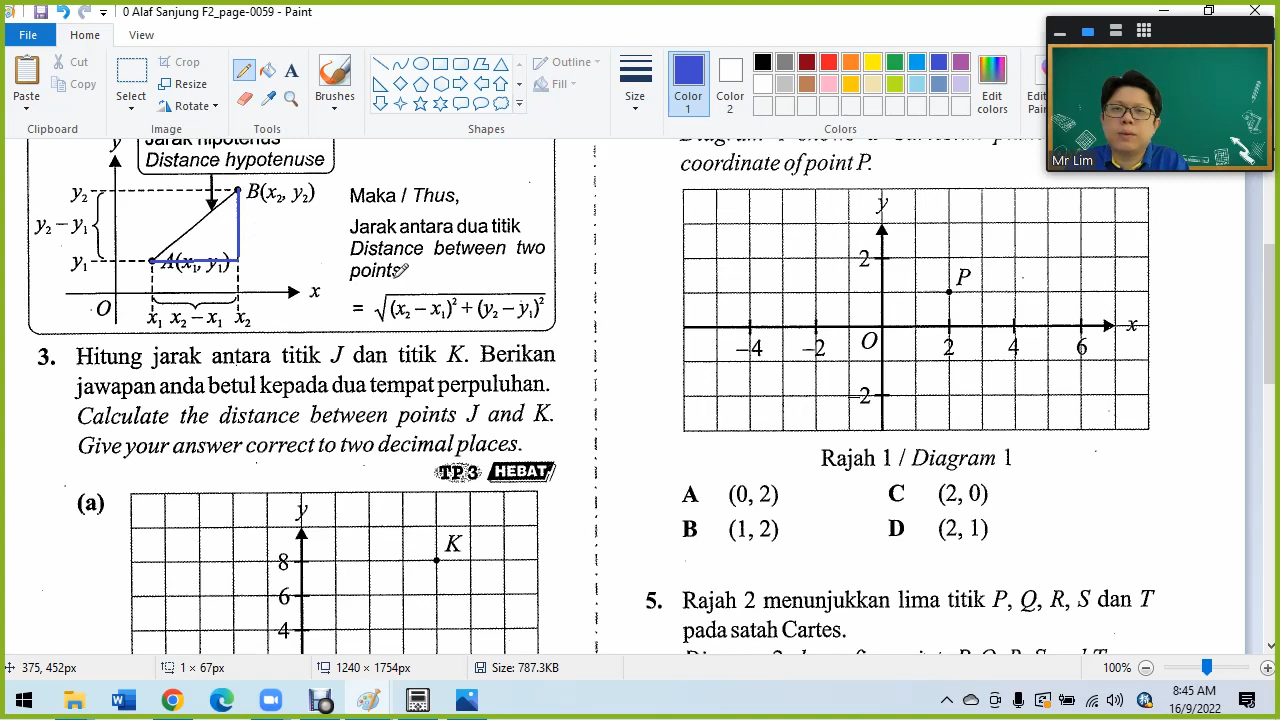 0 Alaf Sanjung F2_page-0059 - Paint
File
Home
View
Paste
Cut
Copy
Clipboard
Select
Crop
Resize
Rotate
Image
A
Tools
Brushes
Outline
Fill
Shapes
Size
Color 1
Color 2
Edit colors
Edit
Colors
Mr Lim
Jarak hipotenus
Distance hypotenuse
y
y₂
B(x₂, y₂)
y₂ – y₁
y₁
A(x₁, y₁)
O
x₁ x₂ – x₁ x₂
x
Maka / Thus,
Jarak antara dua titik
Distance between two
points
= √(x₂ – x₁)² + (y₂ – y₁)²
3. Hitung jarak antara titik J dan titik K. Berikan
jawapan anda betul kepada dua tempat perpuluhan.
Calculate the distance between points J and K.
Give your answer correct to two decimal places.
TP 3 HEBAT
(a)
y
K
8
6
4
coordinate of point P.
y
2
P
–4 –2 O 2 4 6 x
–2
Rajah 1 / Diagram 1
A (0, 2) C (2, 0)
B (1, 2) D (2, 1)
5. Rajah 2 menunjukkan lima titik P, Q, R, S dan T
pada satah Cartes.
375, 452px
1 × 67px
1240 × 1754px
Size: 787.3KB
100%
8:45 AM
16/9/2022